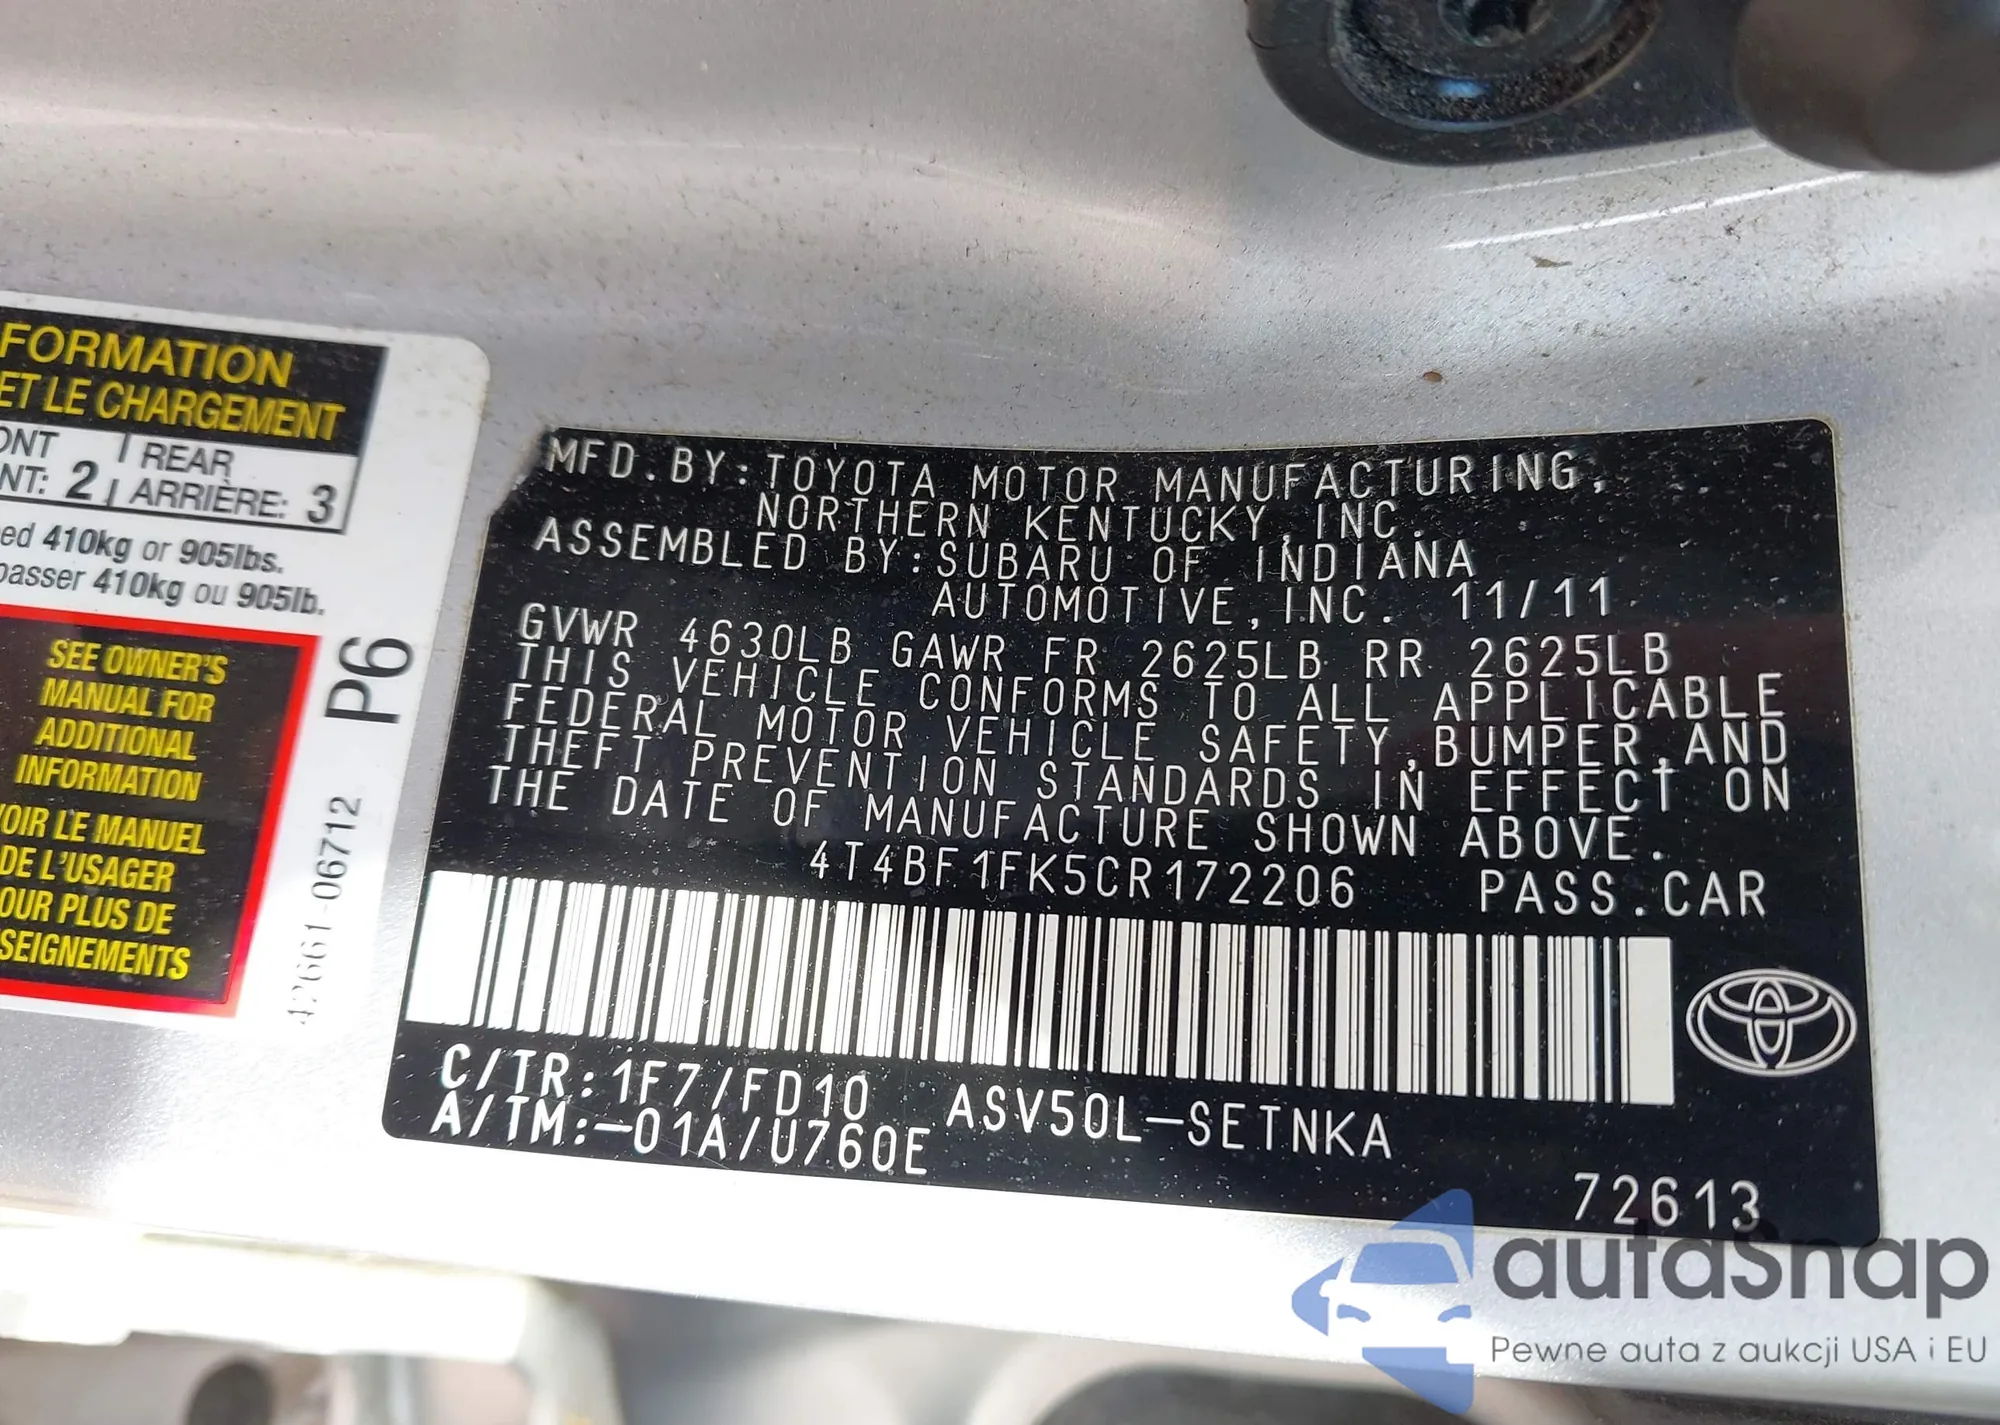 FORMATION
ET LE CHARGEMENT
ONT | REAR
NT: 2 | ARRIÈRE: 3
ed 410kg or 905lbs.
passer 410kg ou 905lb.
SEE OWNER'S
MANUAL FOR
ADDITIONAL
INFORMATION
VOIR LE MANUEL
DE L'USAGER
OUR PLUS DE
SEIGNEMENTS
P6
42661-06712
MFD.BY:TOYOTA MOTOR MANUFACTURING,
NORTHERN KENTUCKY,INC.
ASSEMBLED BY:SUBARU OF INDIANA
AUTOMOTIVE,INC. 11/11
GVWR 4630LB GAWR FR 2625LB RR 2625LB
THIS VEHICLE CONFORMS TO ALL APPLICABLE
FEDERAL MOTOR VEHICLE SAFETY,BUMPER,AND
THEFT PREVENTION STANDARDS IN EFFECT ON
THE DATE OF MANUFACTURE SHOWN ABOVE.
4T4BF1FK5CR172206 PASS.CAR
C/TR:1F7/FD10 ASV50L-SETNKA
A/TM:-01A/U760E
72613
autaSnap
Pewne auta z aukcji USA i EU